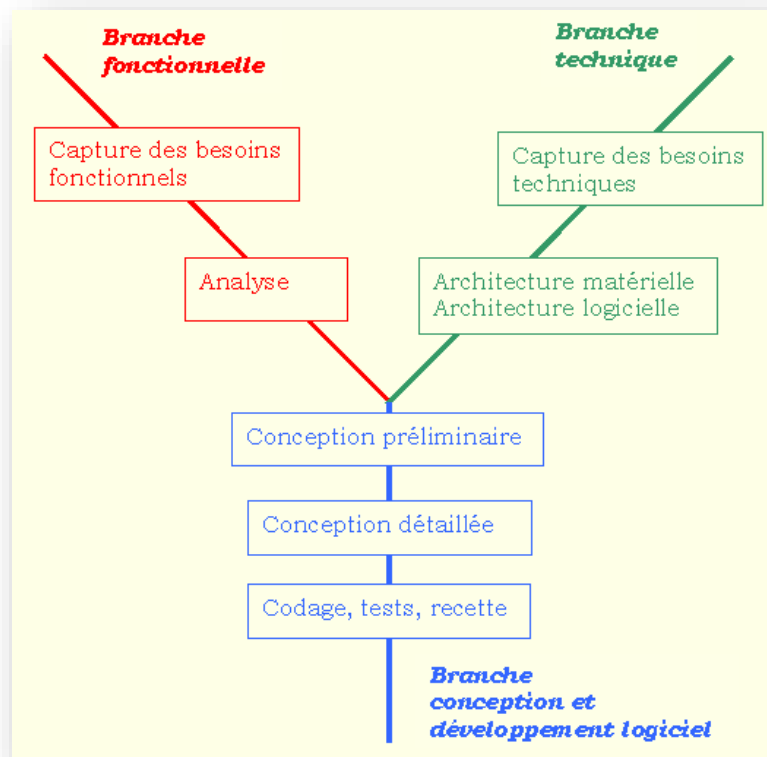 Branche
fonctionnelle
Branche
technique
Capture des besoins
fonctionnels
Capture des besoins
techniques
Analyse
Architecture matérielle
Architecture logicielle
Conception préliminaire
Conception détaillée
Codage, tests, recette
Branche
conception et
développement logiciel